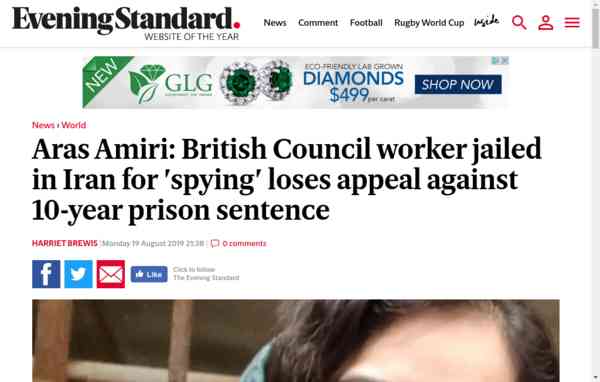 Evening Standard.
WEBSITE OF THE YEAR
News Comment Football Rugby World Cup Inside
NEW
GLG
ECO-FRIENDLY LAB GROWN
DIAMONDS
$499 per carat
SHOP NOW
News › World
Aras Amiri: British Council worker jailed
in Iran for 'spying' loses appeal against
10-year prison sentence
HARRIET BREWIS | Monday 19 August 2019 21:38 | 0 comments
f
Like
Click to follow
The Evening Standard